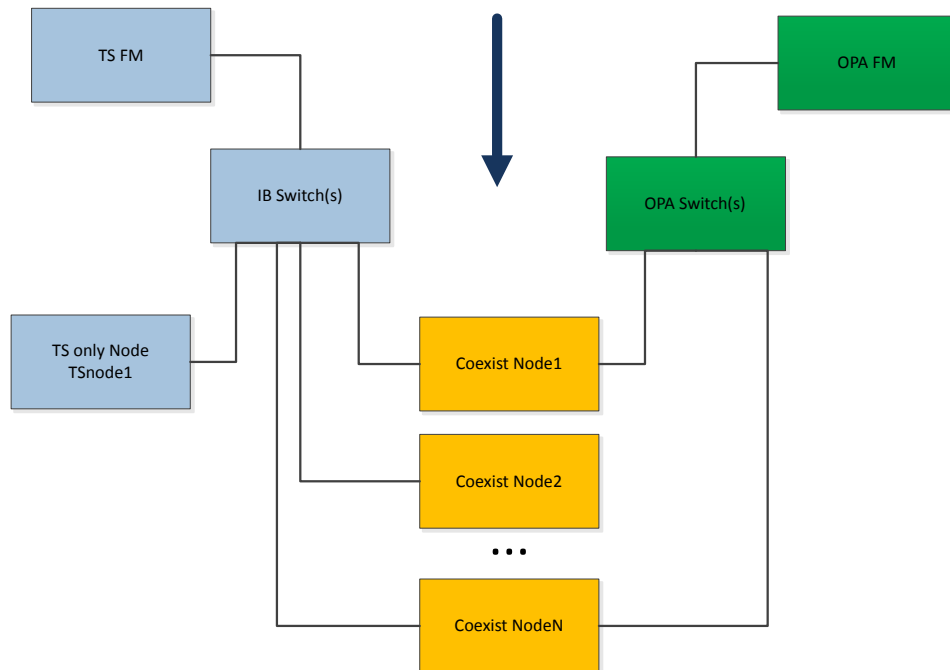 TS FM
OPA FM
IB Switch(s)
OPA Switch(s)
TS only Node
TSnode1
Coexist Node1
Coexist Node2
...
Coexist NodeN